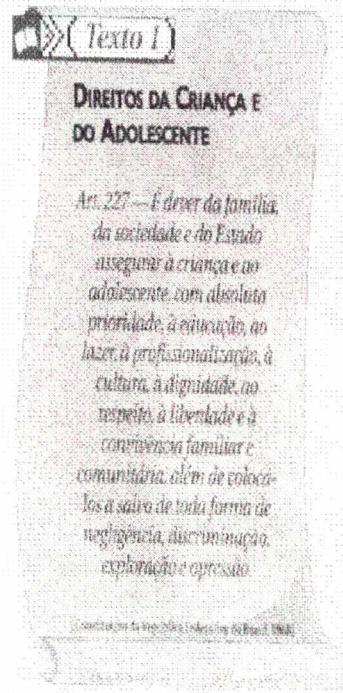 Texto I
DIREITOS DA CRIANÇA E
DO ADOLESCENTE
Art. 227 — É dever da família,
da sociedade e do Estado
assegurar à criança e ao
adolescente, com absoluta
prioridade, à educação, ao
lazer, à profissionalização, à
cultura, à dignidade, ao
respeito, à liberdade e à
convivência familiar e
comunitária, além de colocá-
los a salvo de toda forma de
negligência, discriminação,
exploração e opressão.